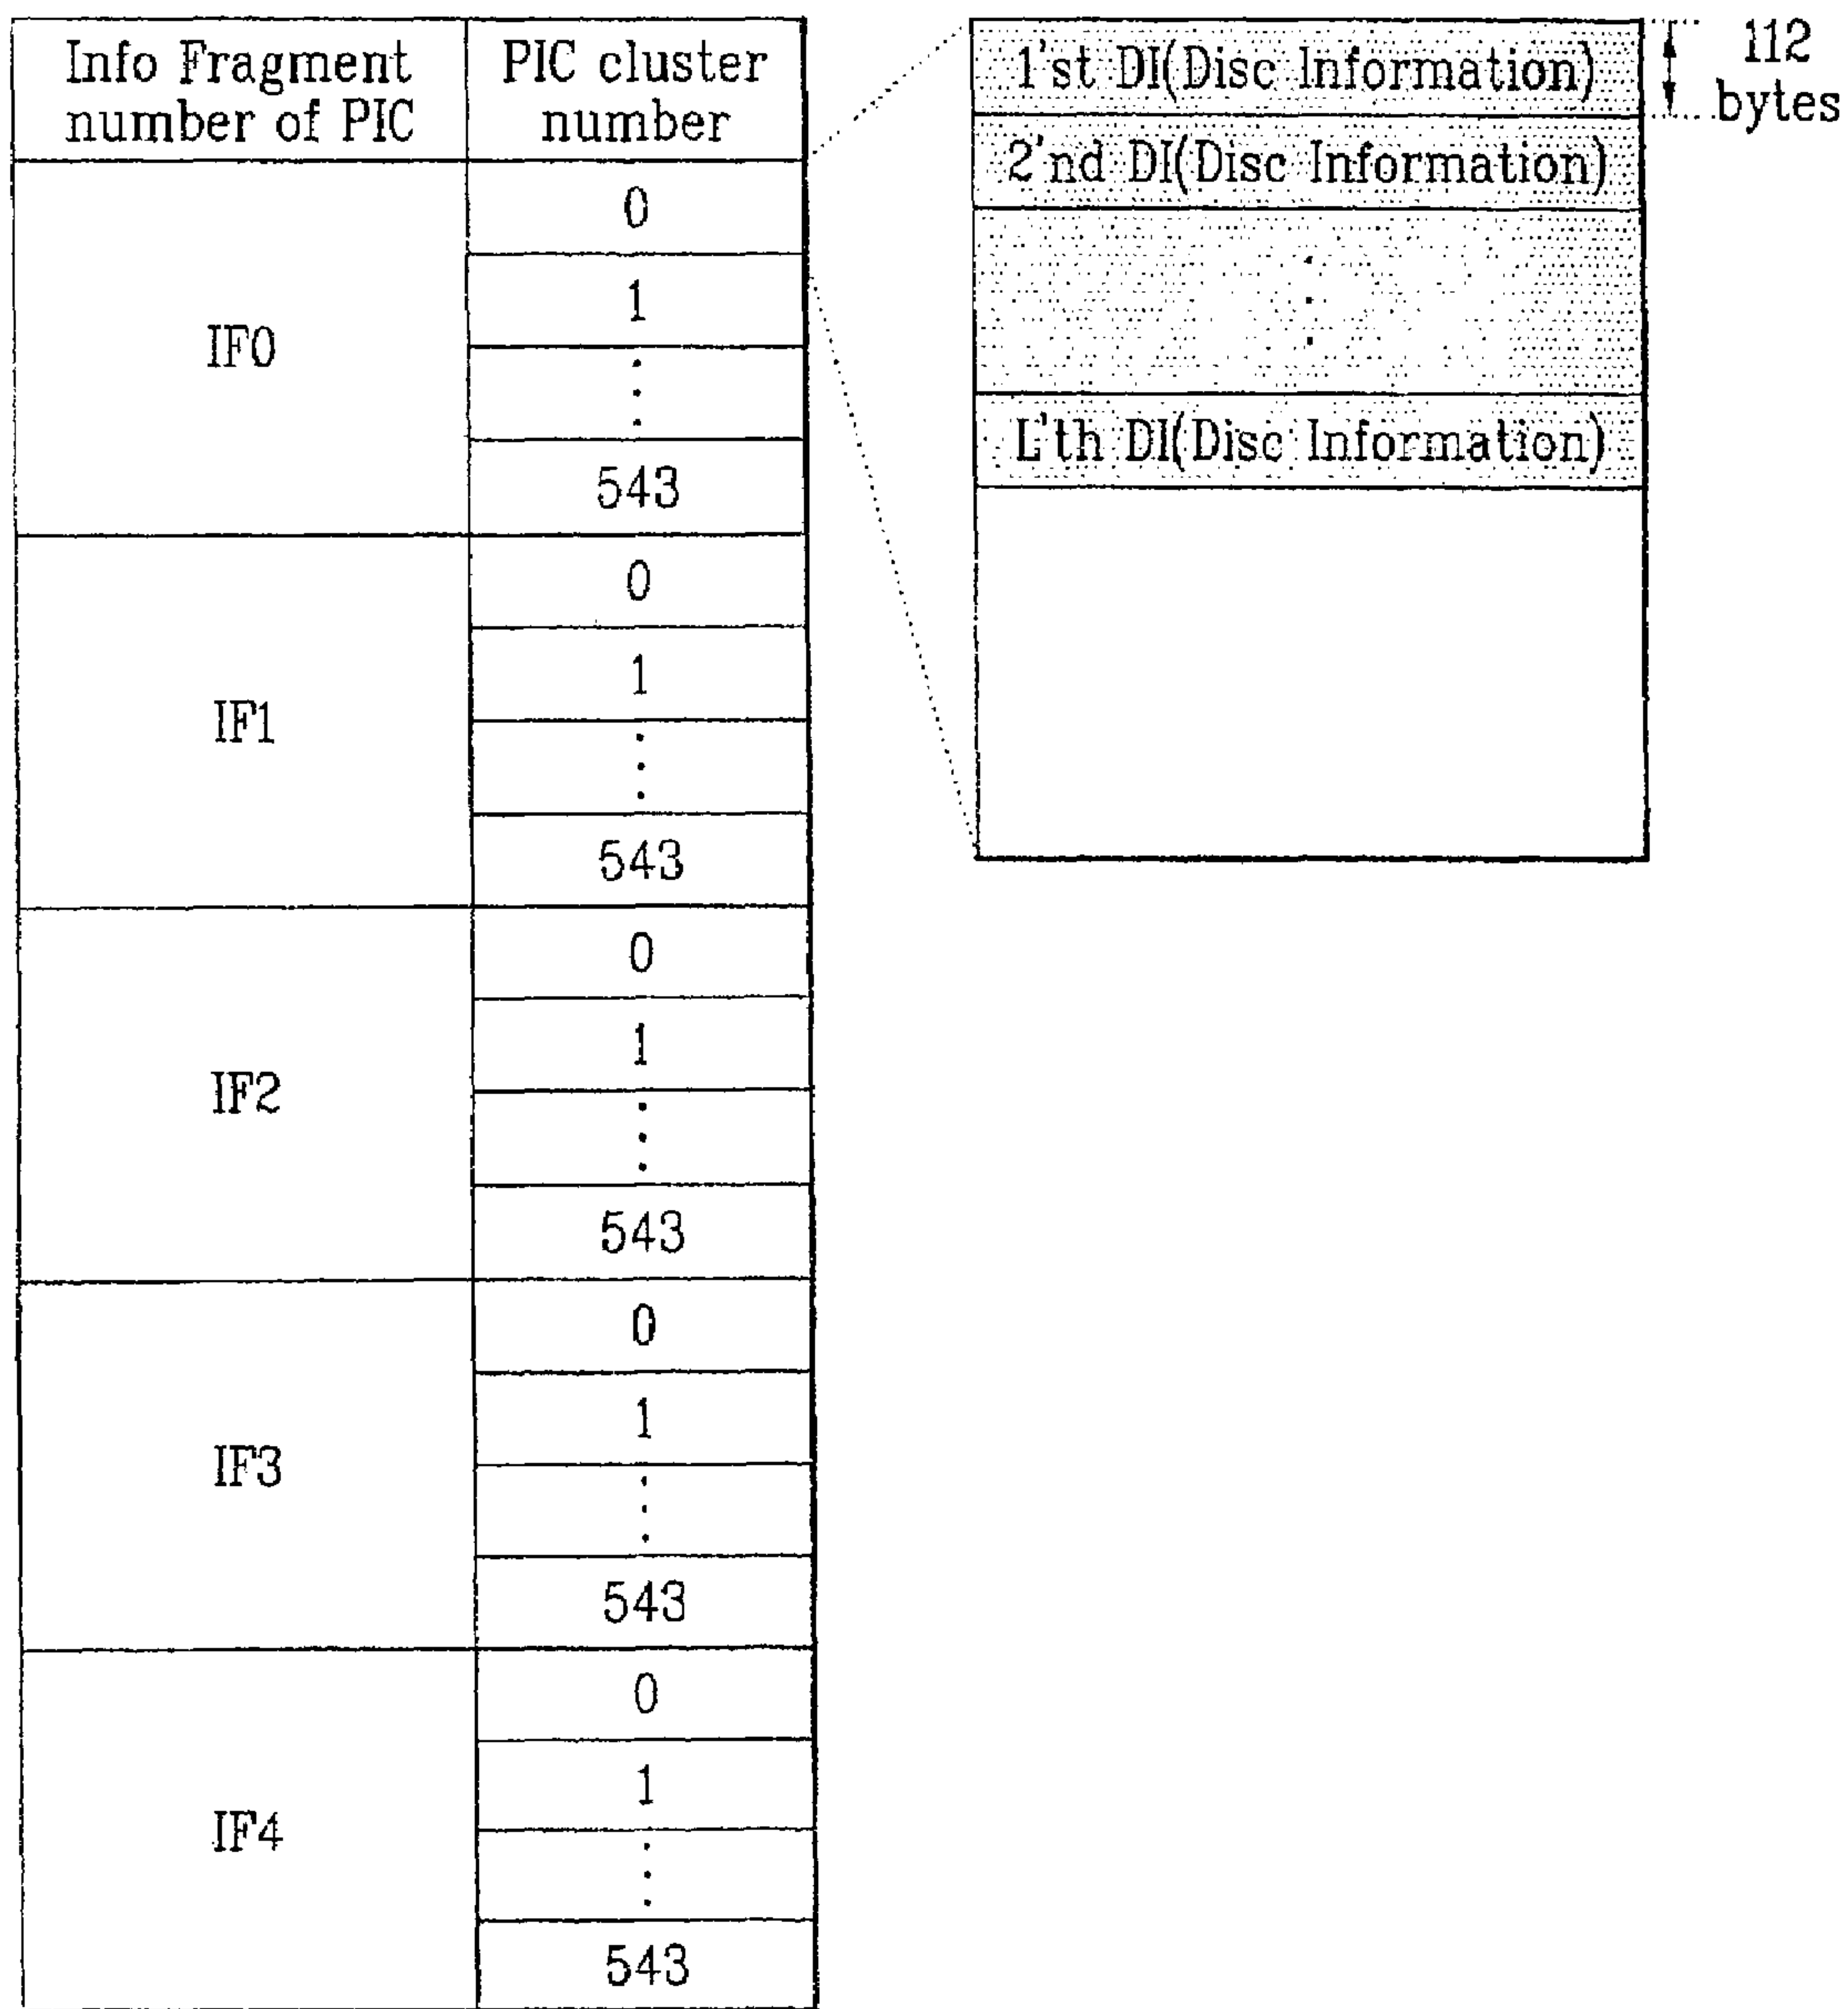 Info Fragment
number of PIC
PIC cluster
number
IF0
0
1
543
IF1
0
1
543
IF2
0
1
543
IF3
0
1
543
IF4
0
1
543
1'st DI(Disc Information)
2'nd DI(Disc Information)
L'th DI(Disc Information)
112
bytes